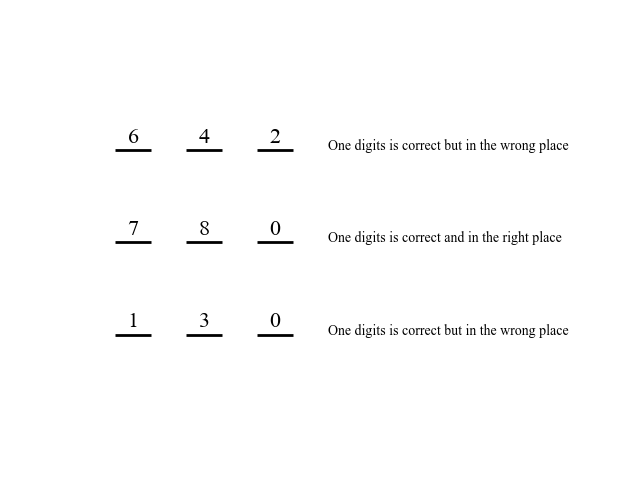 6 4 2 One digits is correct but in the wrong place
7 8 0 One digits is correct and in the right place
1 3 0 One digits is correct but in the wrong place